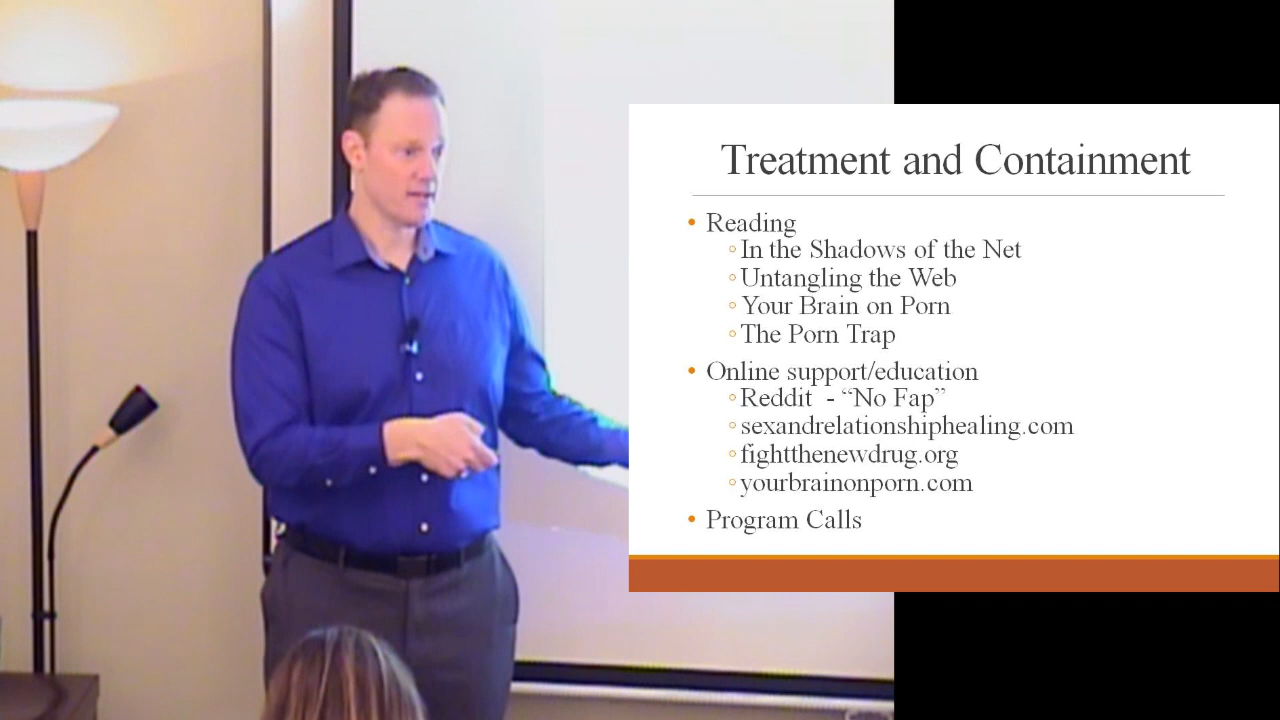 Treatment and Containment
• Reading
◦ In the Shadows of the Net
◦ Untangling the Web
◦ Your Brain on Porn
◦ The Porn Trap
• Online support/education
◦ Reddit - “No Fap”
◦ sexandrelationshiphealing.com
◦ fightthenewdrug.org
◦ yourbrainonporn.com
• Program Calls